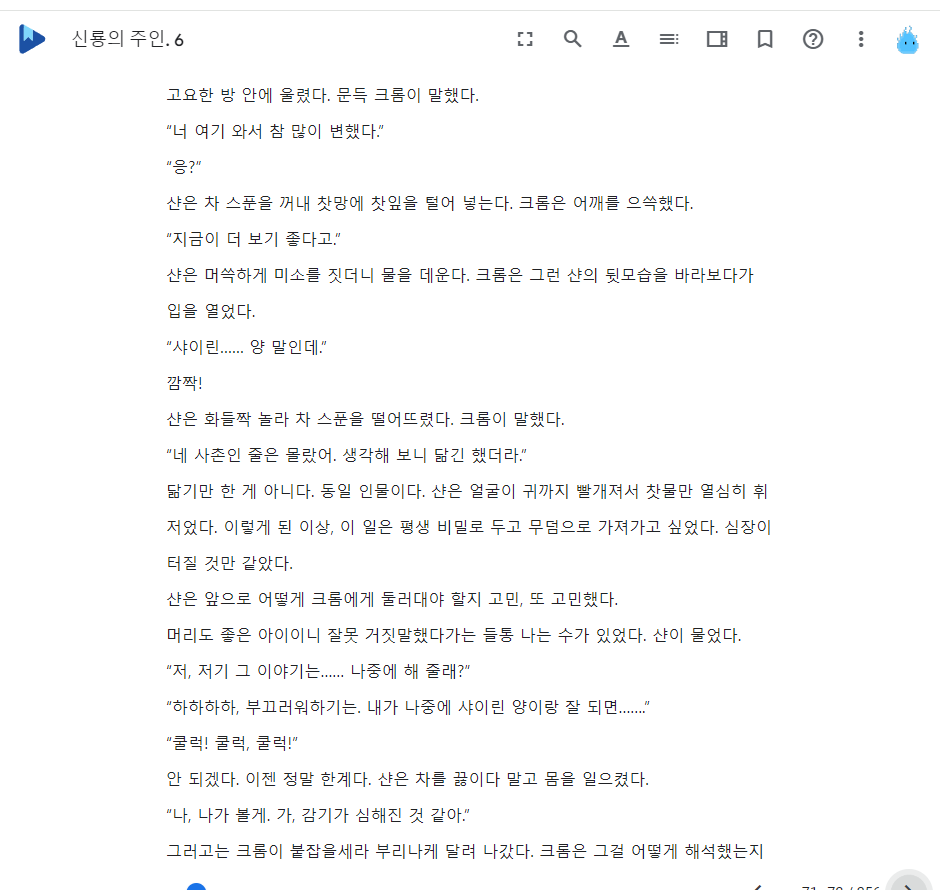 신룡의 주인. 6
고요한 방 안에 울렸다. 문득 크롬이 말했다.
“너 여기 와서 참 많이 변했다.”
“응?”
샨은 차 스푼을 꺼내 찻망에 찻잎을 털어 넣는다. 크롬은 어깨를 으쓱했다.
“지금이 더 보기 좋다고.”
샨은 머쓱하게 미소를 짓더니 물을 데운다. 크롬은 그런 샨의 뒷모습을 바라보다가
입을 열었다.
“샤이린…… 양 말인데.”
깜짝!
샨은 화들짝 놀라 차 스푼을 떨어뜨렸다. 크롬이 말했다.
“네 사촌인 줄은 몰랐어. 생각해 보니 닮긴 했더라.”
닮기만 한 게 아니다. 동일 인물이다. 샨은 얼굴이 귀까지 빨개져서 찻물만 열심히 휘
저었다. 이렇게 된 이상, 이 일은 평생 비밀로 두고 무덤으로 가져가고 싶었다. 심장이
터질 것만 같았다.
샨은 앞으로 어떻게 크롬에게 둘러대야 할지 고민, 또 고민했다.
머리도 좋은 아이이니 잘못 거짓말했다가는 들통 나는 수가 있었다. 샨이 물었다.
“저, 저기 그 이야기는…… 나중에 해 줄래?”
“하하하하, 부끄러워하기는. 내가 나중에 샤이린 양이랑 잘 되면…….”
“쿨럭! 쿨럭, 쿨럭!”
안 되겠다. 이젠 정말 한계다. 샨은 차를 끓이다 말고 몸을 일으켰다.
“나, 나가 볼게. 가, 감기가 심해진 것 같아.”
그러고는 크롬이 붙잡을세라 부리나케 달려 나갔다. 크롬은 그걸 어떻게 해석했는지